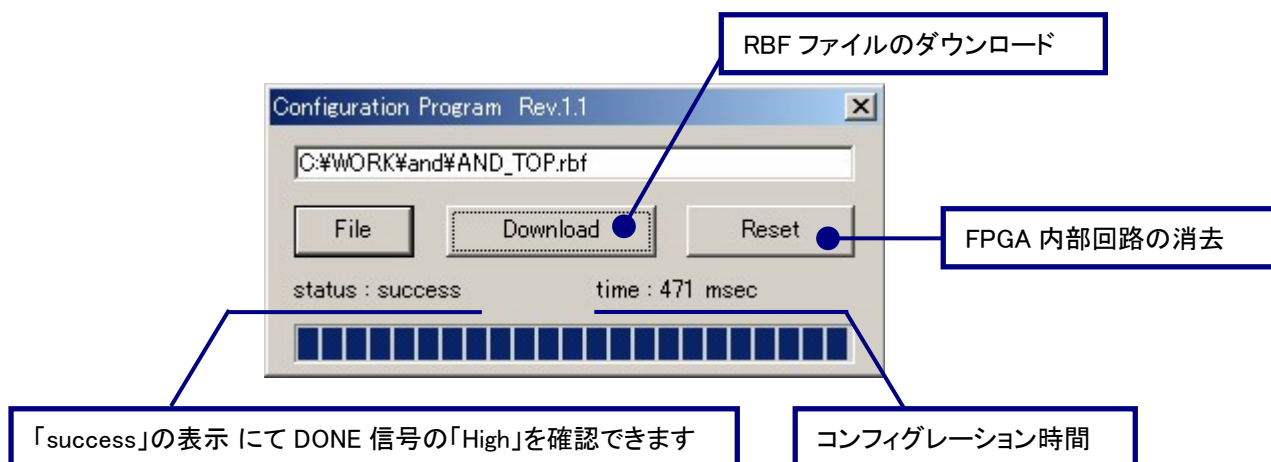 RBF ファイルのダウンロード
Configuration Program Rev.1.1
C:¥WORK¥and¥AND_TOP.rbf
File Download Reset
FPGA 内部回路の消去
status : success time : 471 msec
「success」の表示 にて DONE 信号の「High」を確認できます
コンフィグレーション時間